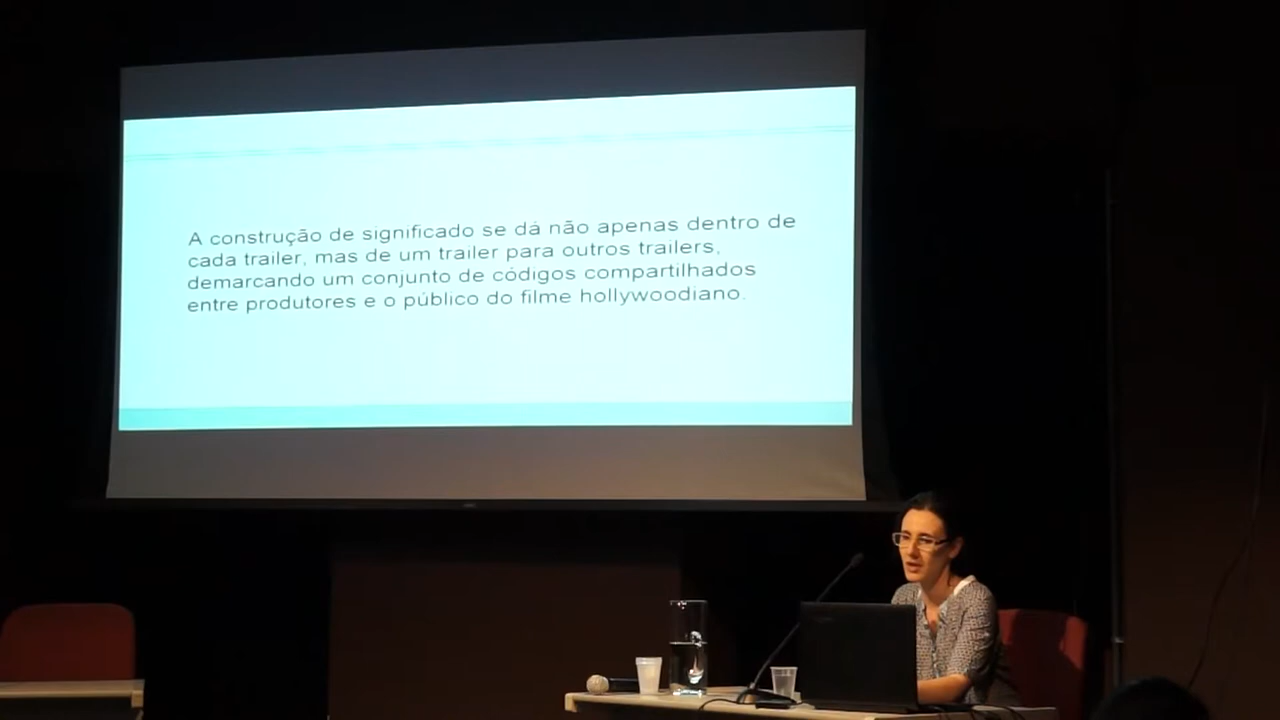 A construção de significado se dá não apenas dentro de
cada trailer, mas de um trailer para outros trailers,
demarcando um conjunto de códigos compartilhados
entre produtores e o público do filme hollywoodiano.